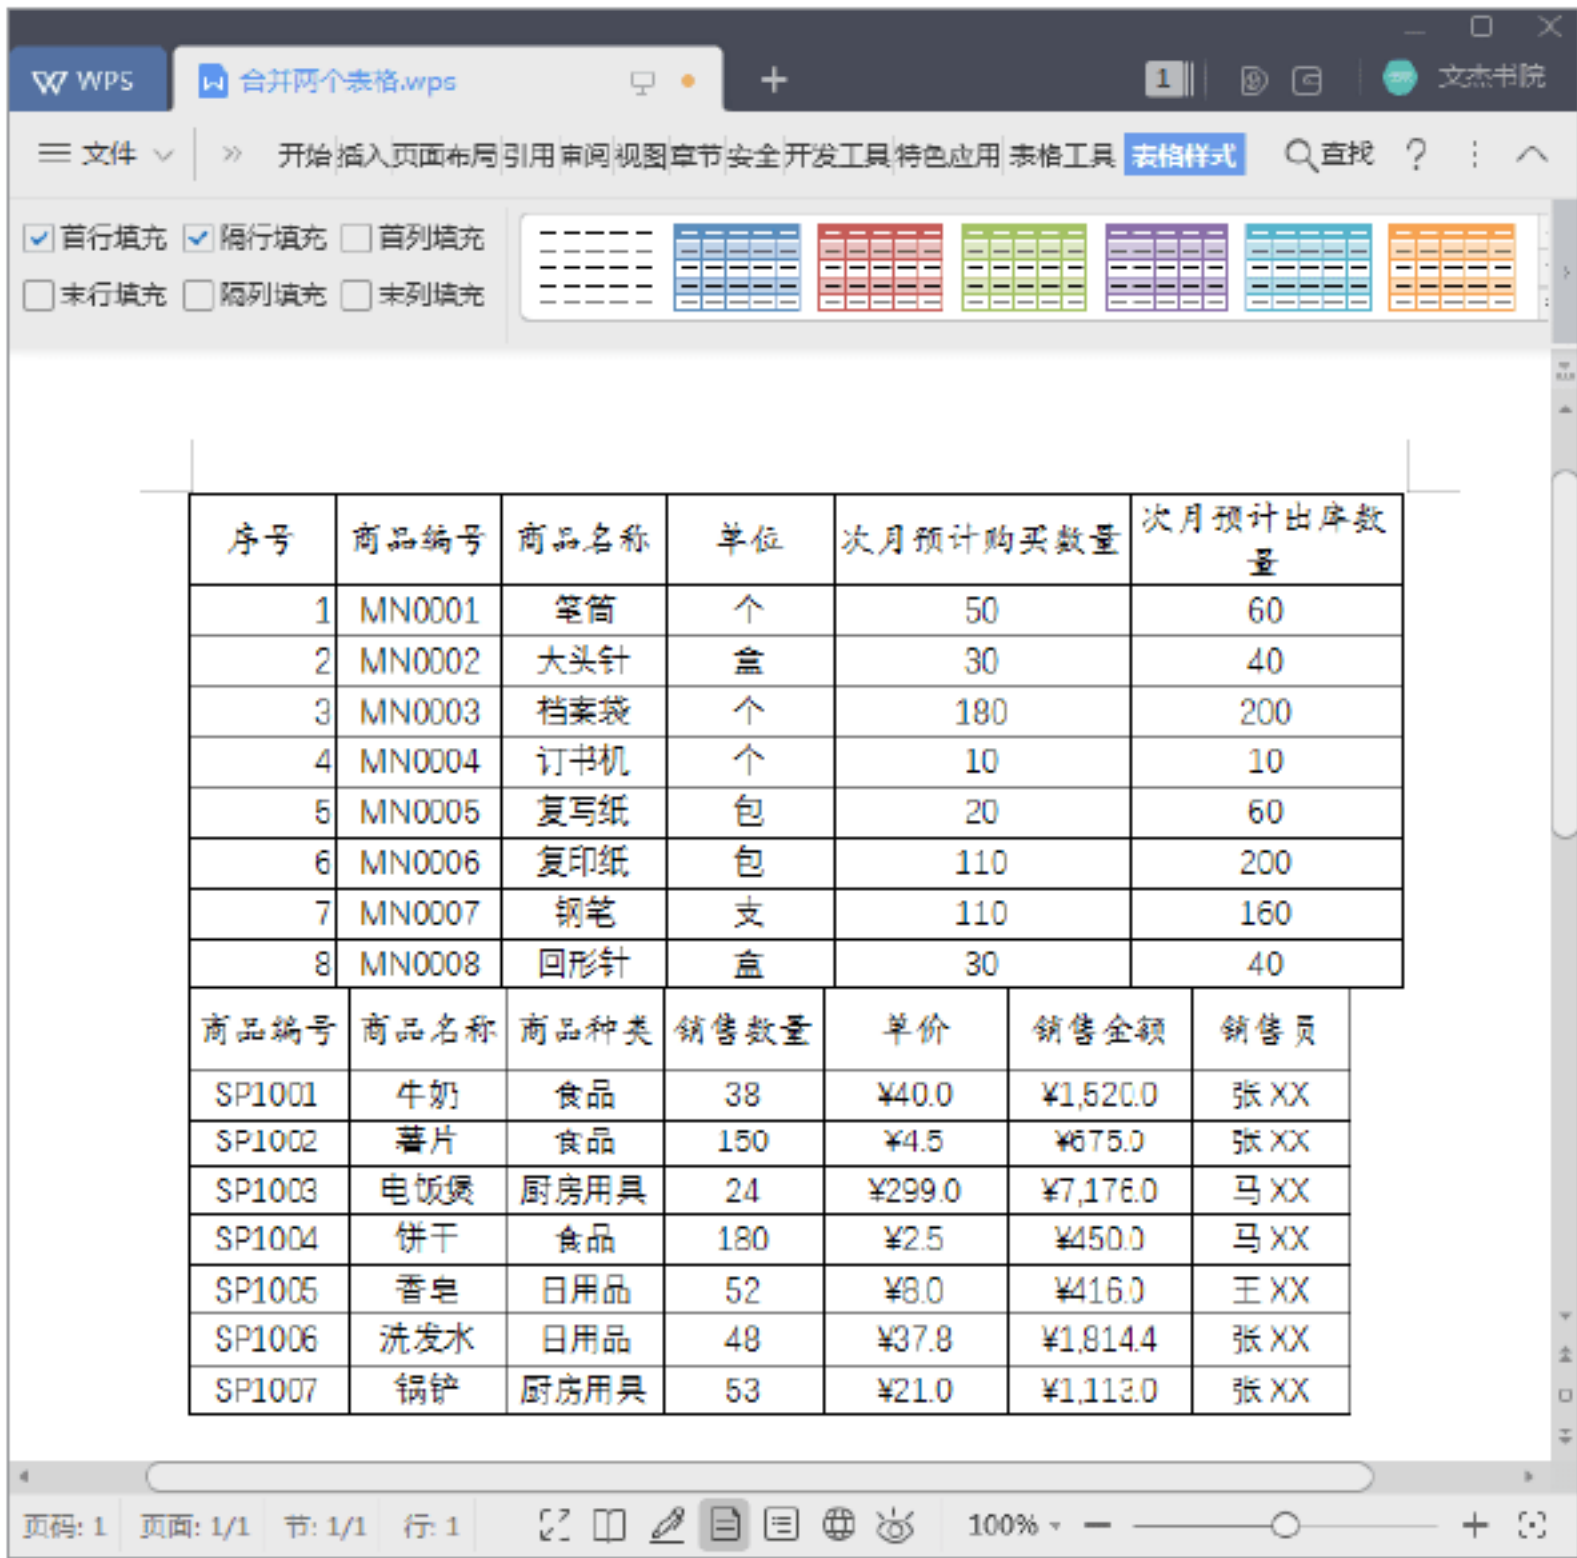 WPS 合并两个表格.wps + 1 文杰书院
文件 开始 插入 页面布局 引用 审阅 视图 章节 安全 开发工具 特色应用 表格工具 表格样式 查找 ?
首行填充 隔行填充 首列填充
末行填充 隔列填充 末列填充
序号 商品编号 商品名称 单位 次月预计购买数量 次月预计出库数
量
1 MN0001 笔筒 个 50 60
2 MN0002 大头针 盒 30 40
3 MN0003 档案袋 个 180 200
4 MN0004 订书机 个 10 10
5 MN0005 复写纸 包 20 60
6 MN0006 复印纸 包 110 200
7 MN0007 钢笔 支 110 160
8 MN0008 回形针 盒 30 40
商品编号 商品名称 商品种类 销售数量 单价 销售金额 销售员
SP1001 牛奶 食品 38 ¥40.0 ¥1,520.0 张 XX
SP1002 薯片 食品 150 ¥4.5 ¥675.0 张 XX
SP1003 电饭煲 厨房用具 24 ¥299.0 ¥7,176.0 马 XX
SP1004 饼干 食品 180 ¥2.5 ¥450.0 马 XX
SP1005 香皂 日用品 52 ¥8.0 ¥416.0 王 XX
SP1006 洗发水 日用品 48 ¥37.8 ¥1,814.4 张 XX
SP1007 锅铲 厨房用具 53 ¥21.0 ¥1,113.0 张 XX
页码: 1 页面: 1/1 节: 1/1 行: 1 100%